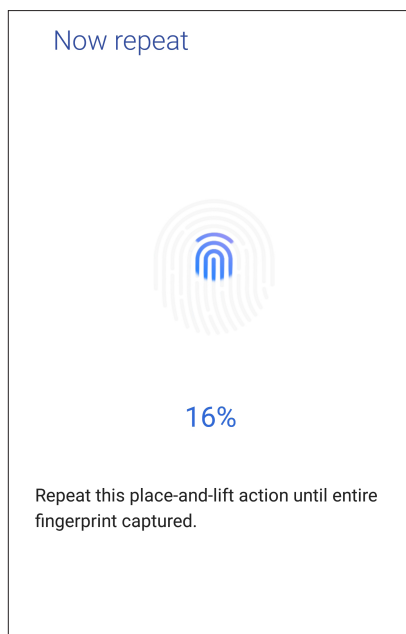 Now repeat
16%
Repeat this place-and-lift action until entire
fingerprint captured.